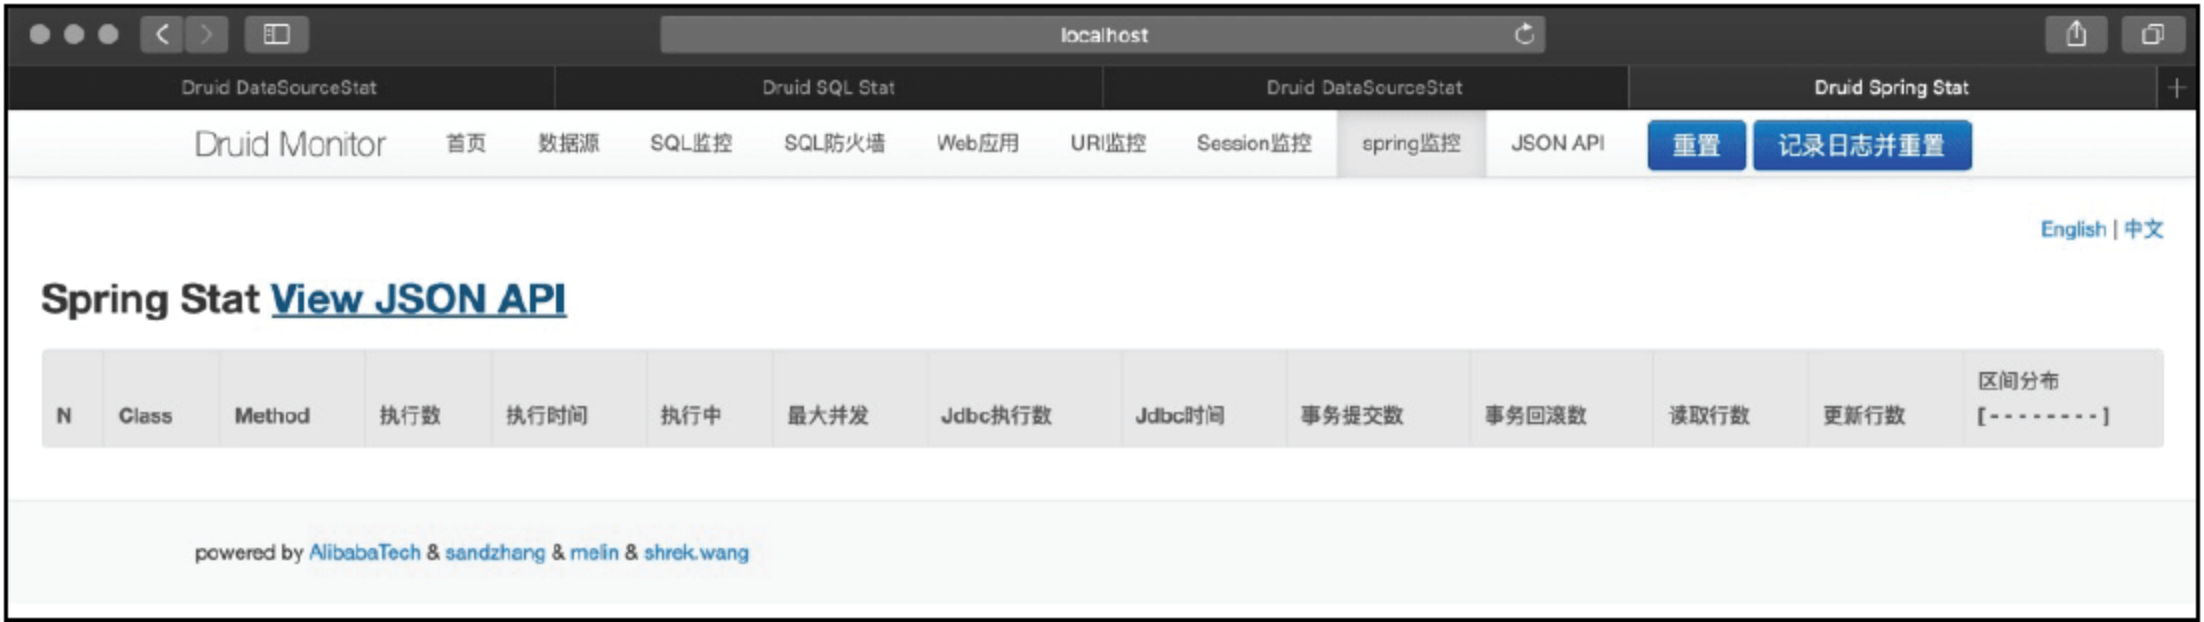 localhost
Druid DataSourceStat Druid SQL Stat Druid DataSourceStat Druid Spring Stat +
Druid Monitor 首页 数据源 SQL监控 SQL防火墙 Web应用 URI监控 Session监控 spring监控 JSON API 重置 记录日志并重置
English | 中文
Spring Stat View JSON API
N Class Method 执行数 执行时间 执行中 最大并发 Jdbc执行数 Jdbc时间 事务提交数 事务回滚数 读取行数 更新行数 区间分布
[--------]
powered by AlibabaTech & sandzhang & melin & shrek.wang